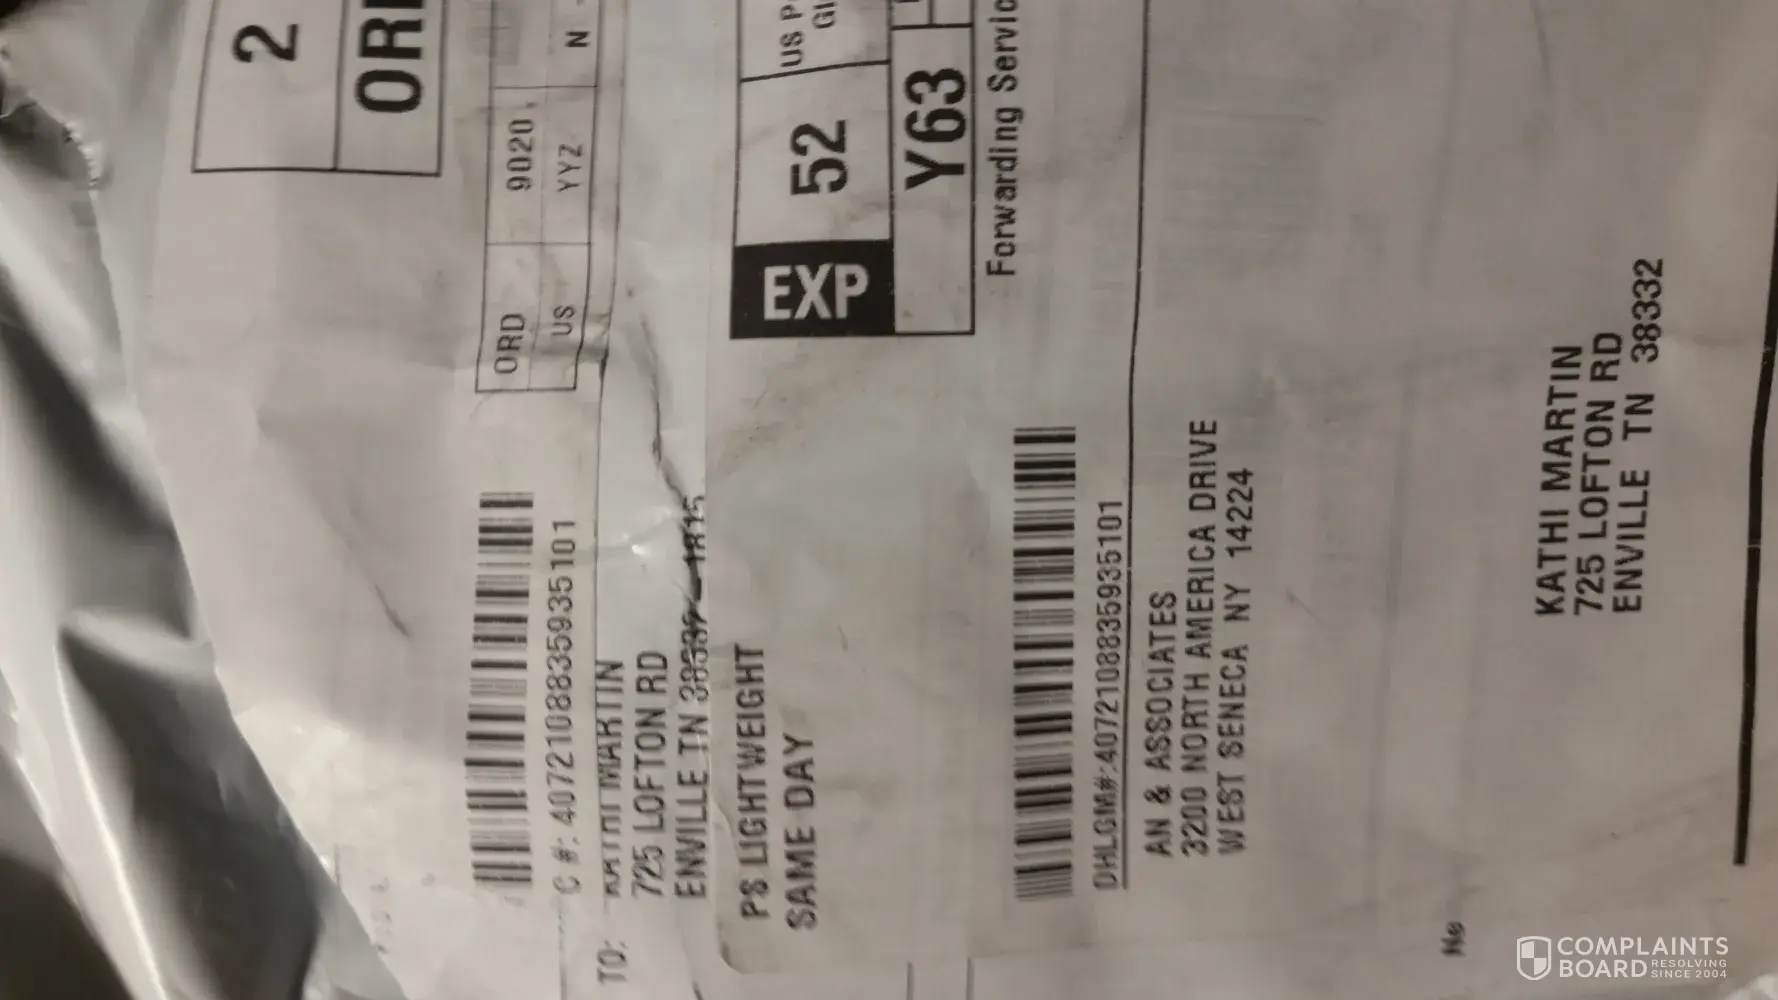 2
ORD 9020
US YYZ N
C #: 4072108835935101
TO: KATHI MARTIN
725 LOFTON RD
ENVILLE TN
PS LIGHTWEIGHT
SAME DAY
EXP 52 US P
Y63
Forwarding Servic
DHLGM#:4072108835935101
AN & ASSOCIATES
3200 NORTH AMERICA DRIVE
WEST SENECA NY 14224
KATHI MARTIN
725 LOFTON RD
ENVILLE TN 38332
COMPLAINTS
BOARD RESOLVING
SINCE 2004